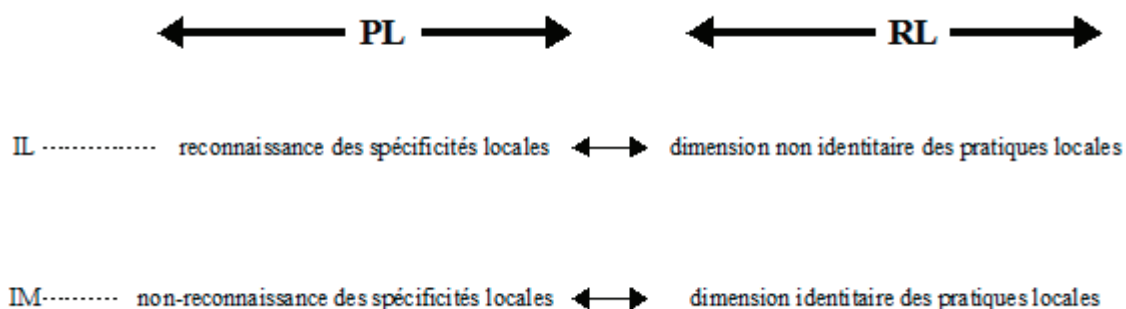 PL RL
IL reconnaissance des spécificités locales dimension non identitaire des pratiques locales
IM non-reconnaissance des spécificités locales dimension identitaire des pratiques locales